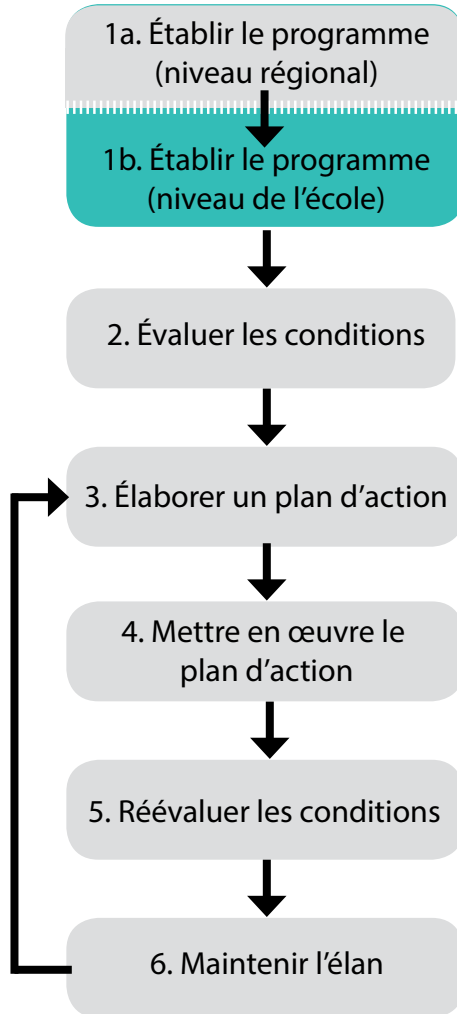 1a. Établir le programme
(niveau régional)
1b. Établir le programme
(niveau de l’école)
2. Évaluer les conditions
3. Élaborer un plan d’action
4. Mettre en œuvre le
plan d’action
5. Réévaluer les conditions
6. Maintenir l’élan